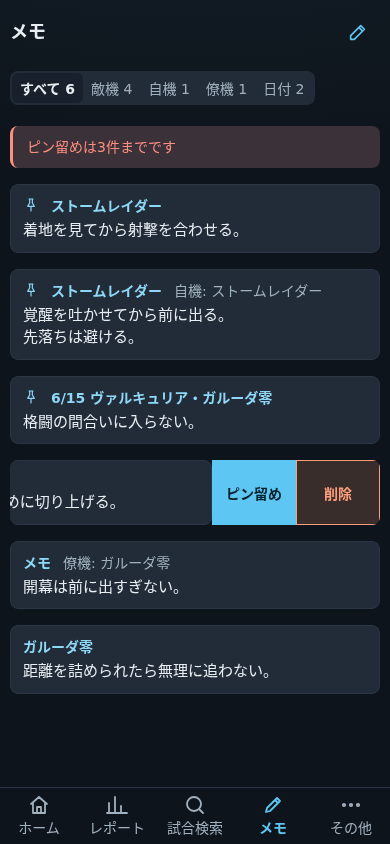 メモ
すべて 6 敵機 4 自機 1 僚機 1 日付 2
ピン留めは3件までです
ストームレイダー
着地を見てから射撃を合わせる。
ストームレイダー 自機: ストームレイダー
覚醒を吐かせてから前に出る。
先落ちは避ける。
6/15 ヴァルキュリア・ガルーダ零
格闘の間合いに入らない。
めに切り上げる。 ピン留め 削除
メモ 僚機: ガルーダ零
開幕は前に出すぎない。
ガルーダ零
距離を詰められたら無理に追わない。
ホーム レポート 試合検索 メモ その他